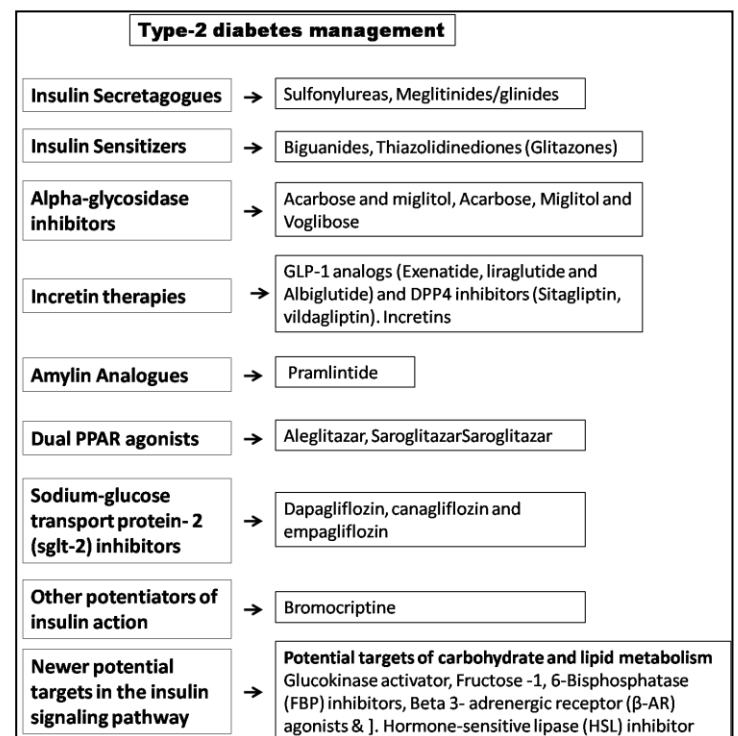 Type-2 diabetes management
Insulin Secretagogues
→
Sulfonylureas, Meglitinides/glinides
Insulin Sensitizers
→
Biguanides, Thiazolidinediones (Glitazones)
Alpha-glycosidase
inhibitors
→
Acarbose and miglitol, Acarbose, Miglitol and
Voglibose
Incretin therapies
→
GLP-1 analogs (Exenatide, liraglutide and
Albiglutide) and DPP4 inhibitors (Sitagliptin,
vildagliptin). Incretins
Amylin Analogues
→
Pramlintide
Dual PPAR agonists
→
Aleglitazar, SaroglitazarSaroglitazar
Sodium-glucose
transport protein- 2
(sglt-2) inhibitors
→
Dapagliflozin, canagliflozin and
empagliflozin
Other potentiators of
insulin action
→
Bromocriptine
Newer potential
targets in the insulin
signaling pathway
→
Potential targets of carbohydrate and lipid metabolism
Glucokinase activator, Fructose -1, 6-Bisphosphatase
(FBP) inhibitors, Beta 3- adrenergic receptor (β-AR)
agonists & ]. Hormone-sensitive lipase (HSL) inhibitor